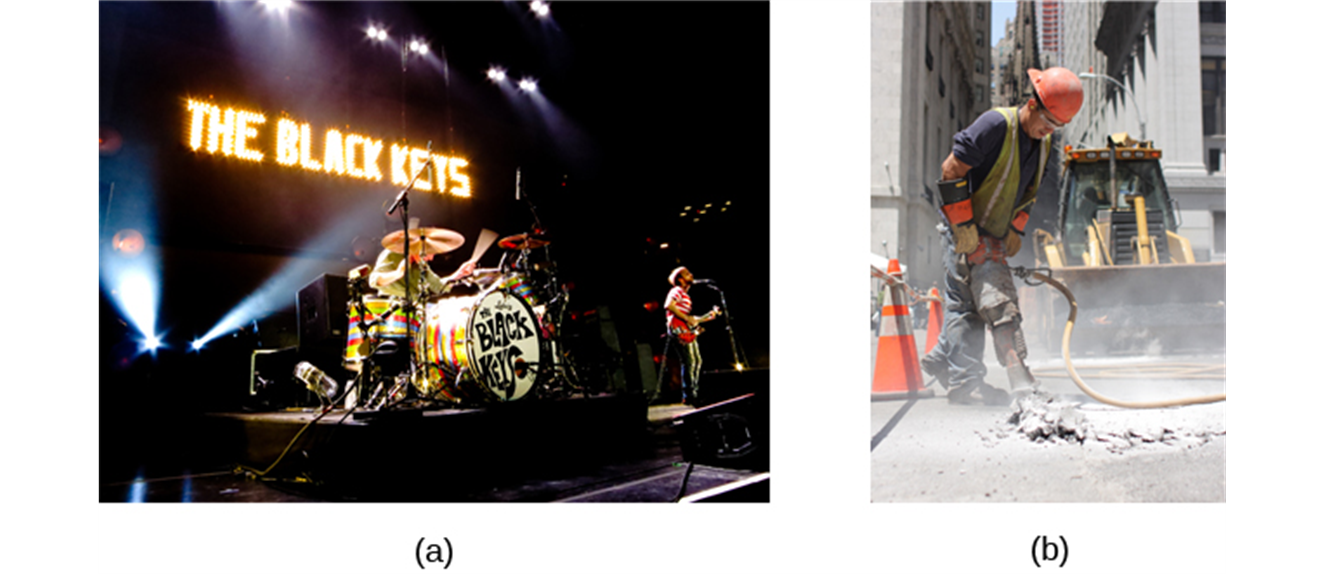 THE BLACK KEYS
THE
BLACK
KEYS
(a)
(b)